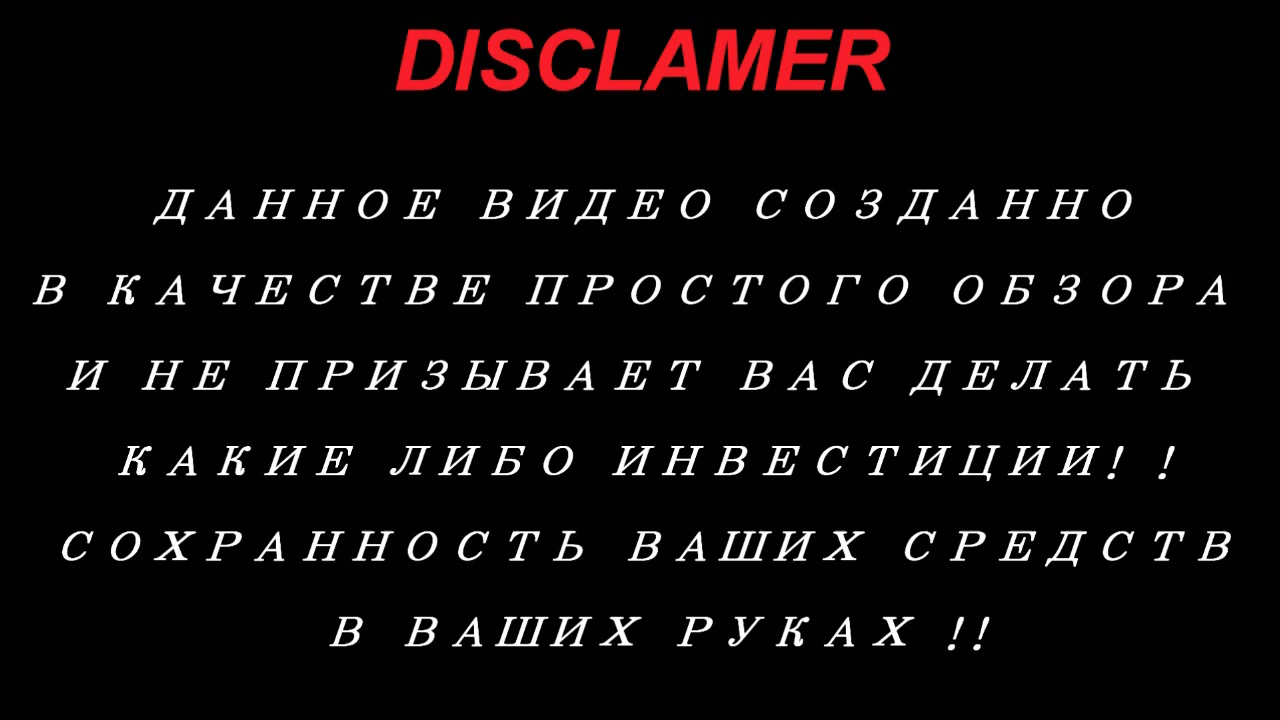 DISCLAMER
ДАННОЕ ВИДЕО СОЗДАННО
В КАЧЕСТВЕ ПРОСТОГО ОБЗОРА
И НЕ ПРИЗЫВАЕТ ВАС ДЕЛАТЬ
КАКИЕ ЛИБО ИНВЕСТИЦИИ! !
СОХРАННОСТЬ ВАШИХ СРЕДСТВ
В ВАШИХ РУКАХ !!